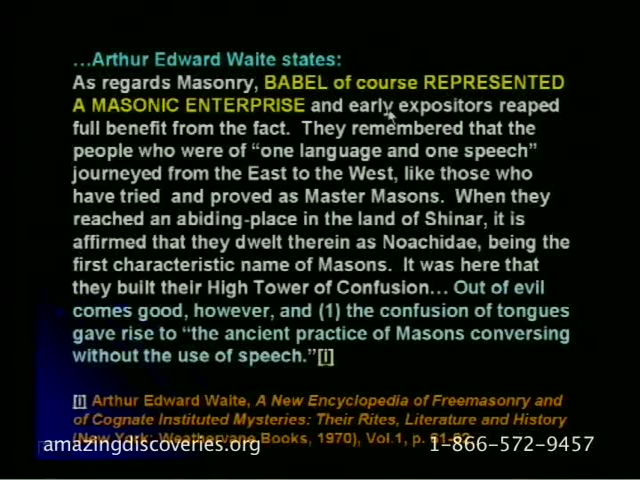 ...Arthur Edward Waite states:
As regards Masonry, BABEL of course REPRESENTED
A MASONIC ENTERPRISE and early expositors reaped
full benefit from the fact. They remembered that the
people who were of “one language and one speech”
journeyed from the East to the West, like those who
have tried and proved as Master Masons. When they
reached an abiding-place in the land of Shinar, it is
affirmed that they dwelt therein as Noachidae, being the
first characteristic name of Masons. It was here that
they built their High Tower of Confusion... Out of evil
comes good, however, and (1) the confusion of tongues
gave rise to “the ancient practice of Masons conversing
without the use of speech.”[i]
[i] Arthur Edward Waite, A New Encyclopedia of Freemasonry and
of Cognate Instituted Mysteries: Their Rites, Literature and History
(New York: Weathervane Books, 1970), Vol.1, p.
amazingdiscoveries.org 1-866-572-9457